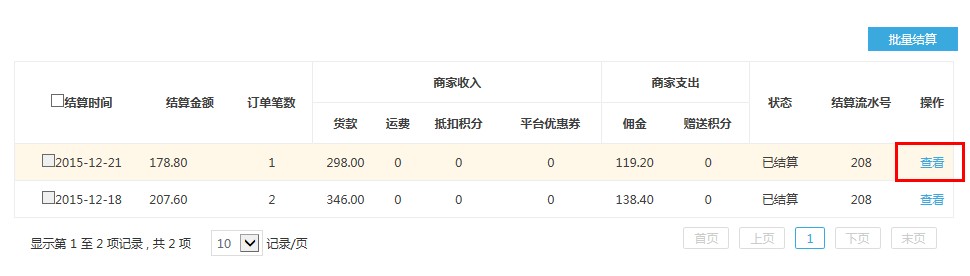 批量结算
结算时间 结算金额 订单笔数 商家收入 商家支出 状态 结算流水号 操作
货款 运费 抵扣积分 平台优惠券 佣金 赠送积分
2015-12-21 178.80 1 298.00 0 0 0 119.20 0 已结算 208 查看
2015-12-18 207.60 2 346.00 0 0 0 138.40 0 已结算 208 查看
显示第 1 至 2 项记录 , 共 2 项 10 记录/页 首页 上页 1 下页 末页